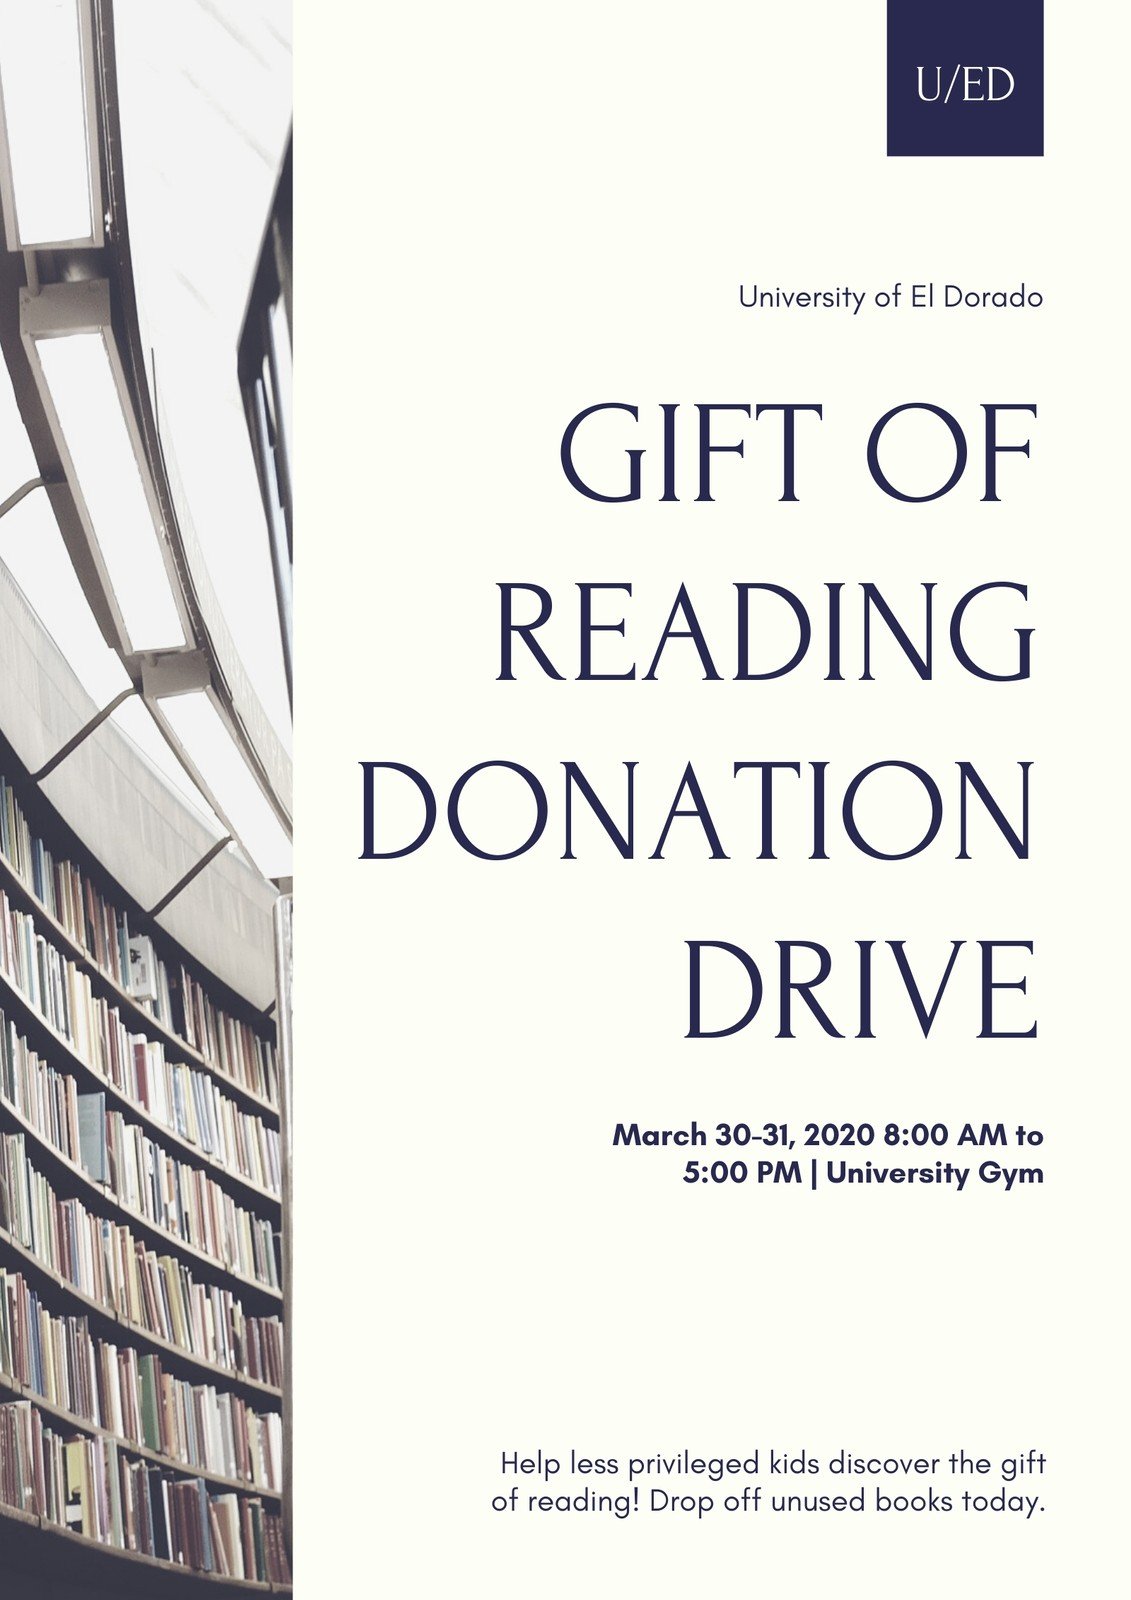 U/ED
University of El Dorado
GIFT OF
READING
DONATION
DRIVE
March 30-31, 2020 8:00 AM to
5:00 PM | University Gym
Help less privileged kids discover the gift
of reading! Drop off unused books today.